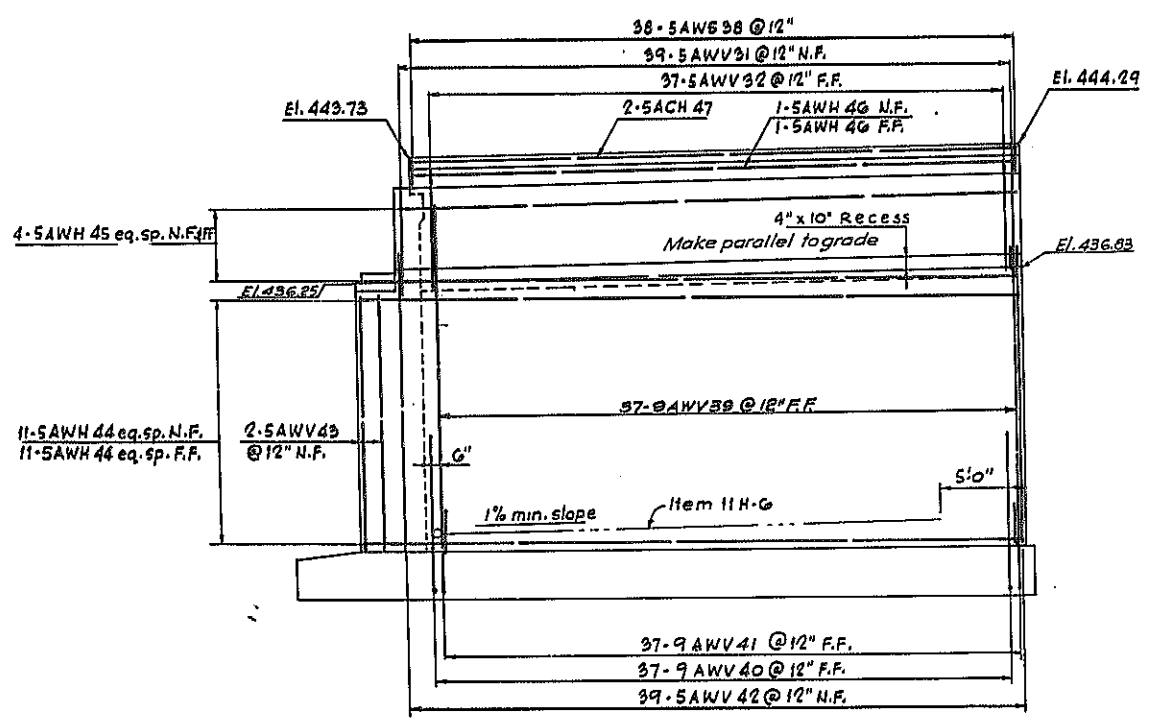 38-5AWS38 @12"
39-5AWV31@12"N.F.
37-5AWV32@12"F.F.
El. 443.73
2-5ACH 47
1-5AWH 46 N.F.
1-5AWH 46 F.F.
El. 444.29
4-5AWH 45 eq.sp. N.F.&FF
4"x10" Recess
Make parallel to grade
El. 436.83
El. 436.25
37-9AWV39 @12"F.F.
11-5AWH 44 eq.sp. N.F.
11-5AWH 44 eq.sp. F.F.
2-5AWV43
@12" N.F.
6"
5'0"
1% min. slope
Item 11H-6
37-9AWV41 @12" F.F.
37-9AWV40@12" F.F.
39-5AWV42@12" N.F.